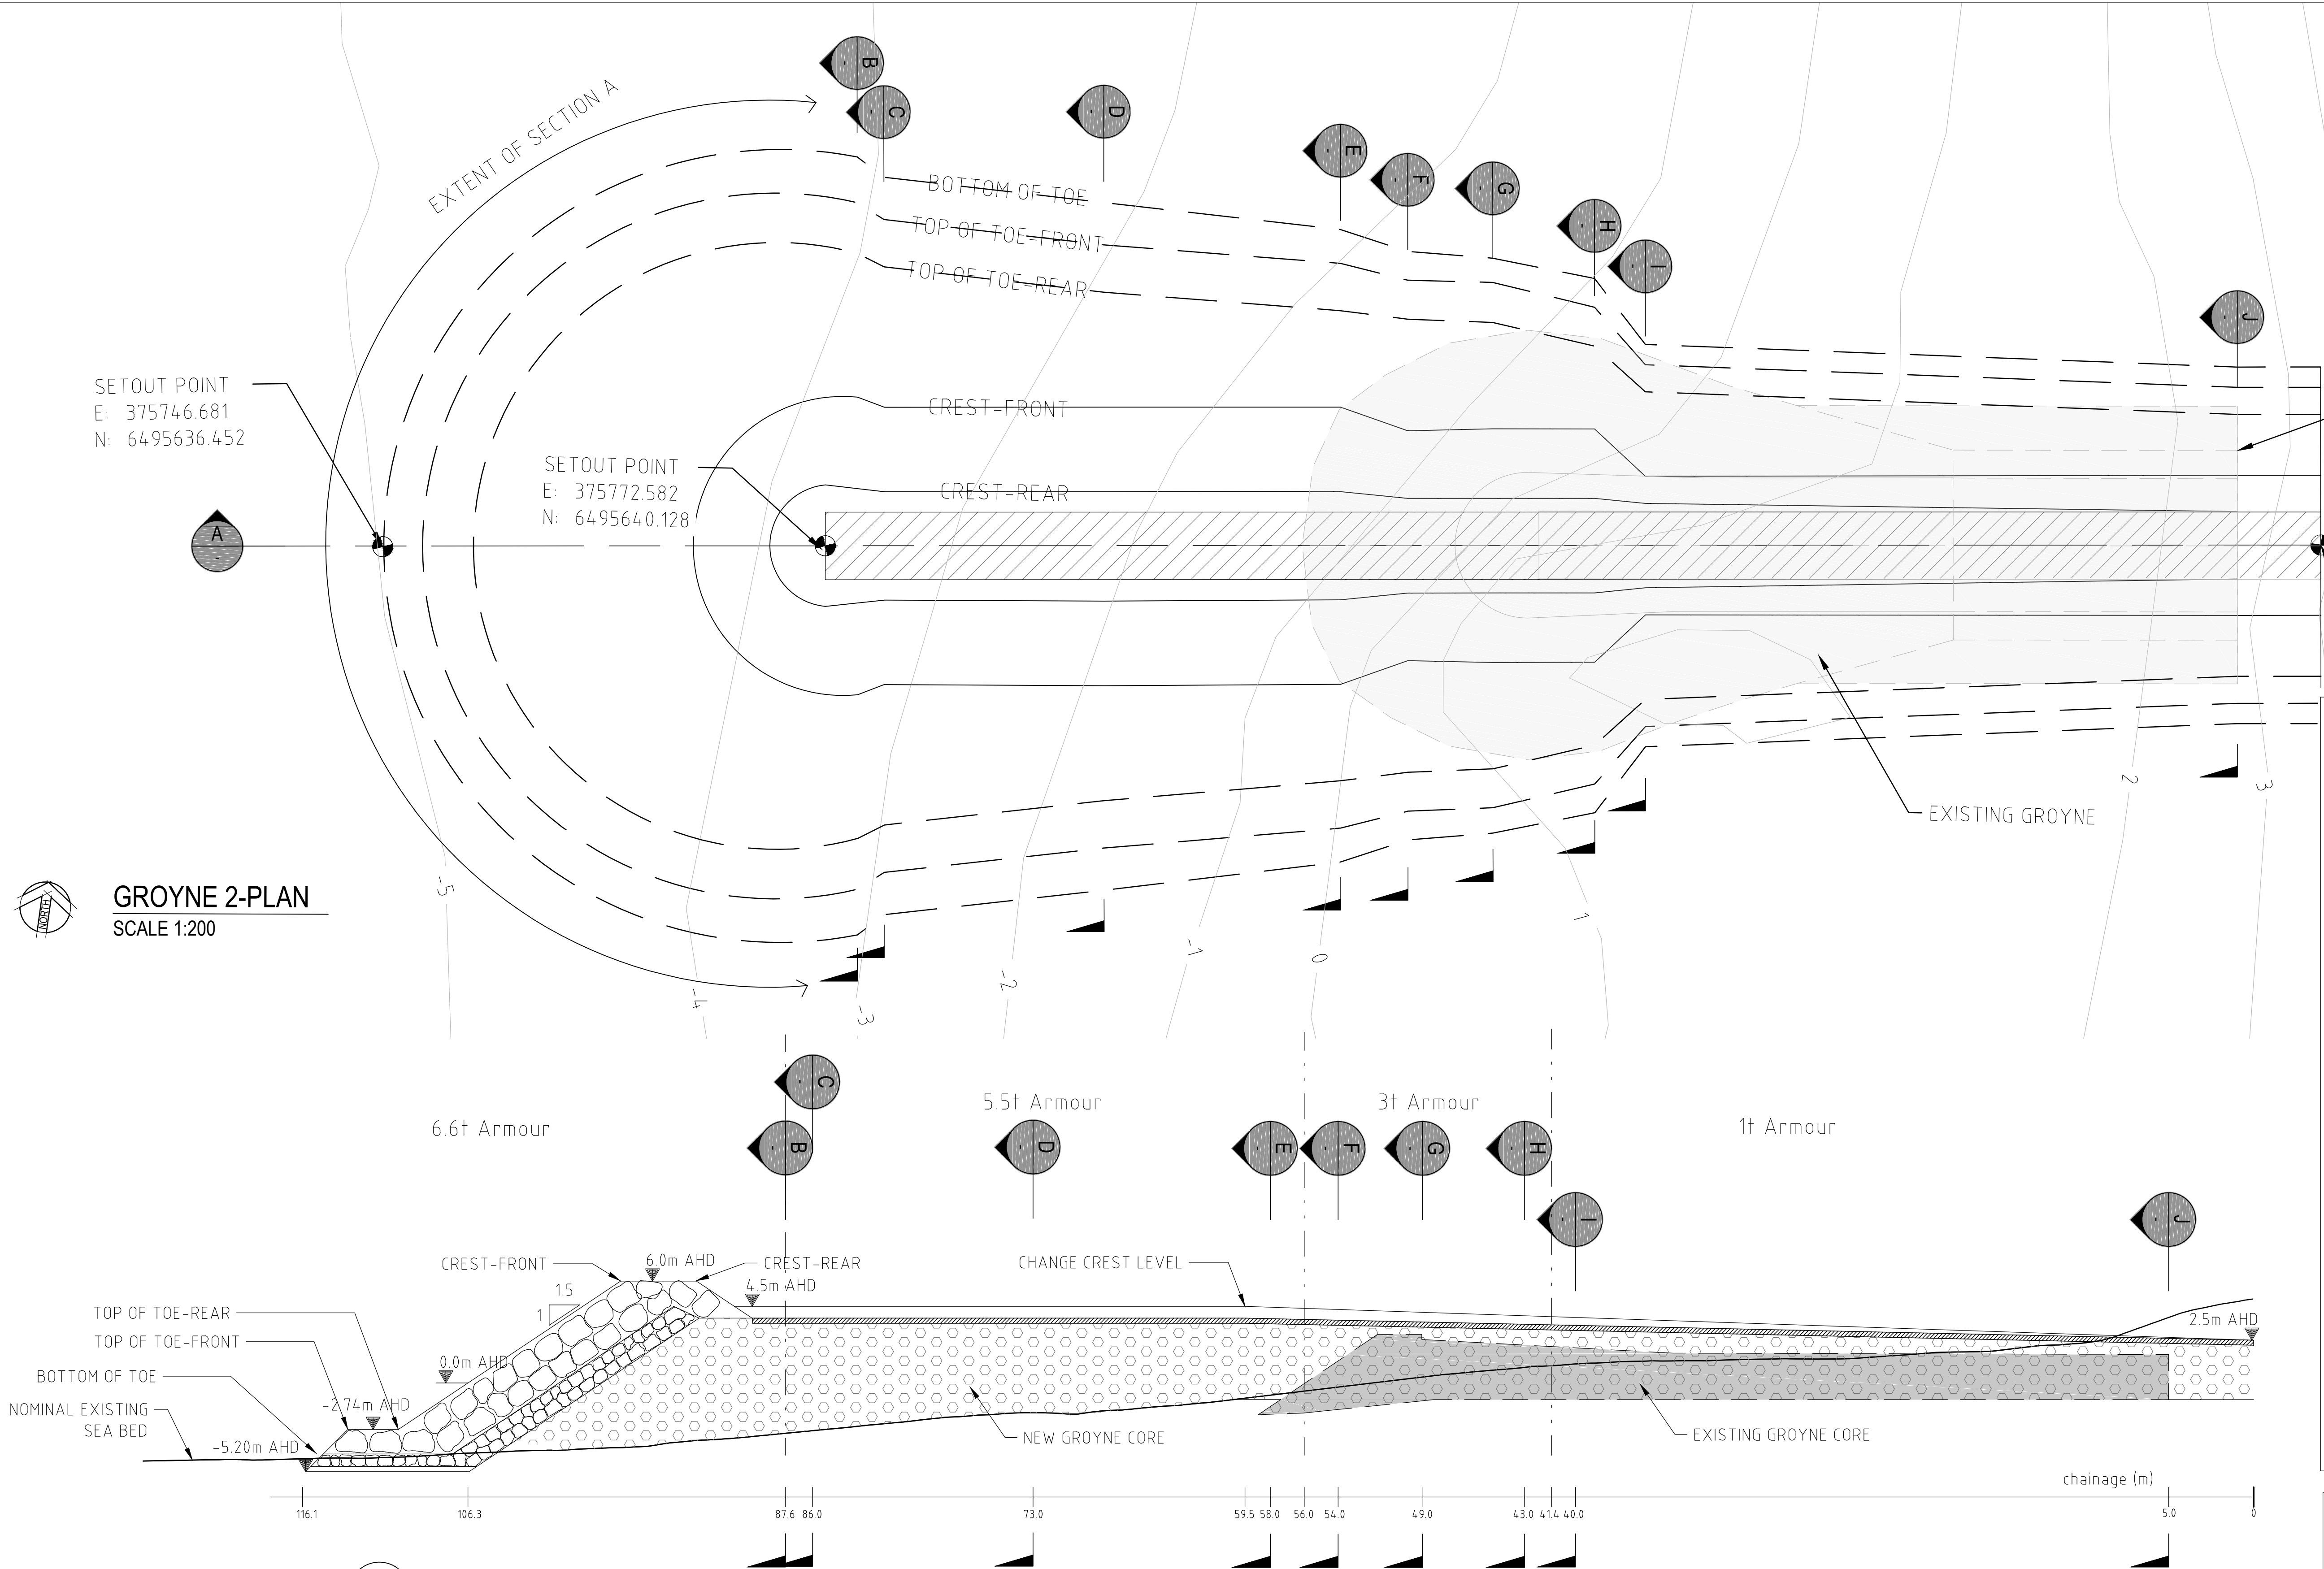 EXTENT OF SECTION A
B
-
C
-
D
-
E
-
F
-
G
-
H
-
I
-
J
-
BOTTOM OF TOE
TOP OF TOE-FRONT
TOP OF TOE-REAR
SETOUT POINT
E: 375746.681
N: 6495636.452
SETOUT POINT
E: 375772.582
N: 6495640.128
CREST-FRONT
CREST-REAR
A
-
EXISTING GROYNE
-5
-4
-3
-2
-1
0
1
2
3
NORTH
GROYNE 2-PLAN
SCALE 1:200
6.6t Armour
5.5t Armour
3t Armour
1t Armour
C
-
B
-
D
-
E
-
F
-
G
-
H
-
I
-
J
-
CREST-FRONT
6.0m AHD
CREST-REAR
4.5m AHD
CHANGE CREST LEVEL
1.5
1
TOP OF TOE-REAR
TOP OF TOE-FRONT
0.0m AHD
BOTTOM OF TOE
-2.74m AHD
NOMINAL EXISTING
SEA BED
-5.20m AHD
2.5m AHD
NEW GROYNE CORE
EXISTING GROYNE CORE
chainage (m)
116.1 106.3 87.6 86.0 73.0 59.5 58.0 56.0 54.0 49.0 43.0 41.4 40.0 5.0 0